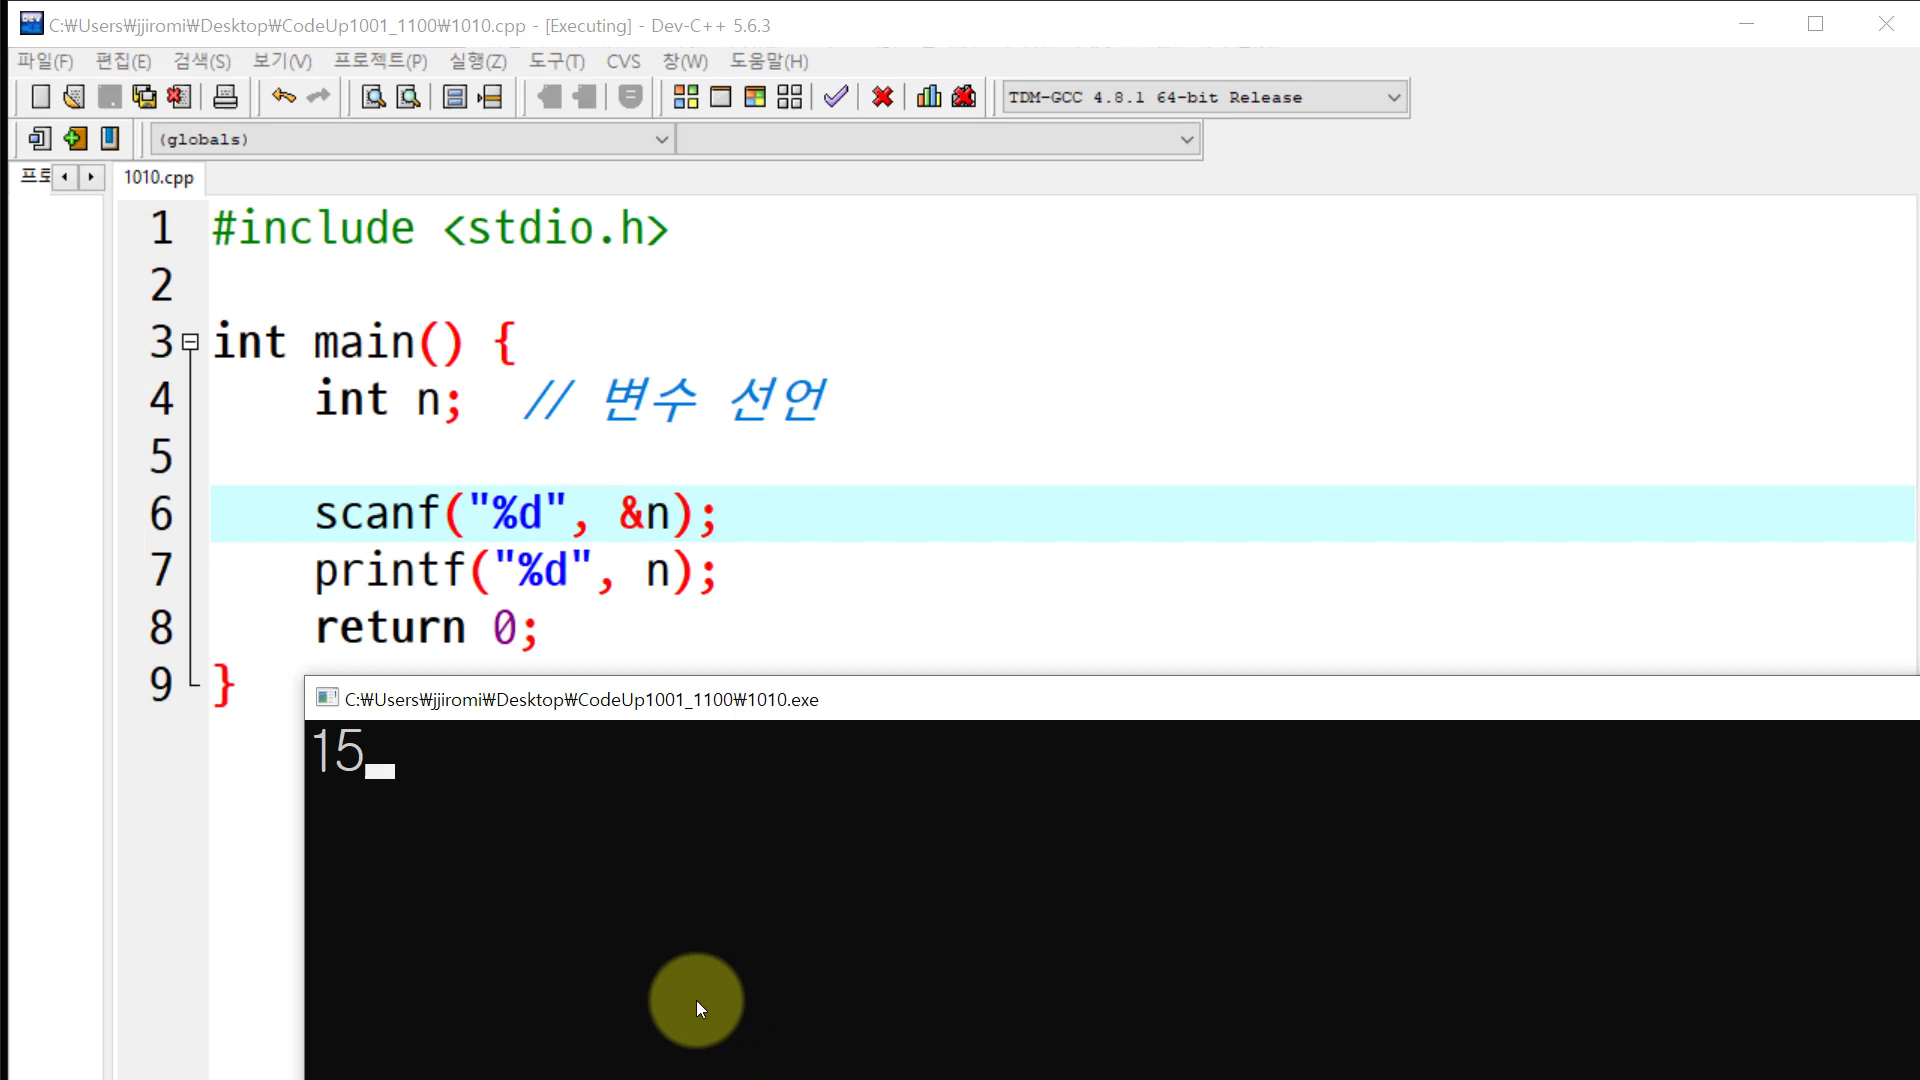 C:₩Users₩jjiromi₩Desktop₩CodeUp1001_1100₩1010.cpp - [Executing] - Dev-C++ 5.6.3
파일(F) 편집(E) 검색(S) 보기(V) 프로젝트(P) 실행(Z) 도구(T) CVS 창(W) 도움말(H)
TDM-GCC 4.8.1 64-bit Release
(globals)
프로 1010.cpp
1 #include <stdio.h>
2
3 int main() {
4 int n; // 변수 선언
5
6 scanf("%d", &n);
7 printf("%d", n);
8 return 0;
9 }
C:₩Users₩jjiromi₩Desktop₩CodeUp1001_1100₩1010.exe
15